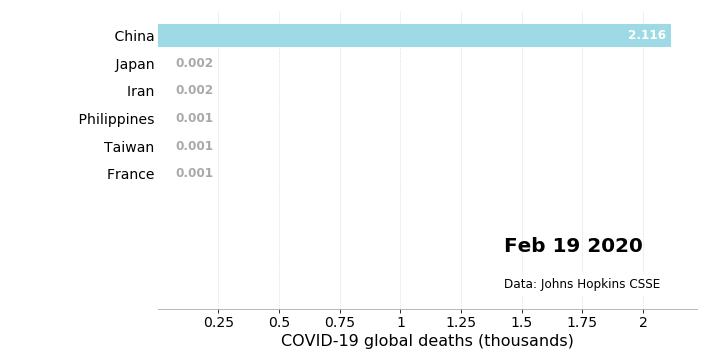 China 2.116
Japan 0.002
Iran 0.002
Philippines 0.001
Taiwan 0.001
France 0.001
Feb 19 2020
Data: Johns Hopkins CSSE
0.25 0.5 0.75 1 1.25 1.5 1.75 2
COVID-19 global deaths (thousands)